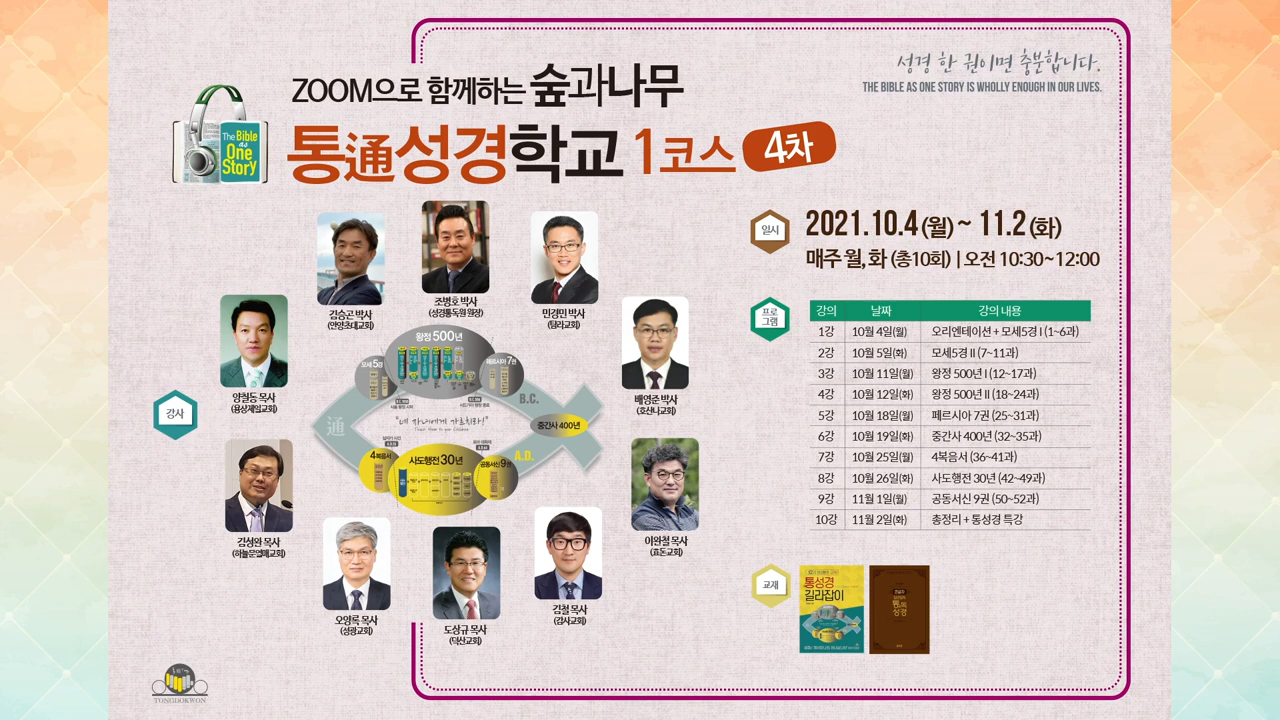 성경 한 권이면 충분합니다.
THE BIBLE AS ONE STORY IS WHOLLY ENOUGH IN OUR LIVES.
ZOOM으로 함께하는 숲과나무
통通성경학교 1코스 4차
The Bible
as
One
Story
일시
2021.10.4(월) ~ 11.2(화)
매주 월, 화 (총10회) | 오전 10:30~12:00
강사
김승곤 박사
(안양초대교회)
조병호 박사
(성경통독원 원장)
민경민 박사
(팀라교회)
양철동 목사
(용상제일교회)
배영준 박사
(호산나교회)
김성완 목사
(하늘문열매교회)
이완철 목사
(효돈교회)
오양록 목사
(성광교회)
도상규 목사
(덕산교회)
김철 목사
(감사교회)
왕정 500년
모세 5경
페르시아 7권
B.C.
通
"네 자녀에게 가르치라!"
중간사 400년
A.D.
4복음서
사도행전 30년
공동서신 9권
프로
그램
강의 날짜 강의 내용
1강 10월 4일(월) 오리엔테이션 + 모세5경 I (1~6과)
2강 10월 5일(화) 모세5경 II (7~11과)
3강 10월 11일(월) 왕정 500년 I (12~17과)
4강 10월 12일(화) 왕정 500년 II (18~24과)
5강 10월 18일(월) 페르시아 7권 (25~31과)
6강 10월 19일(화) 중간사 400년 (32~35과)
7강 10월 25일(월) 4복음서 (36~41과)
8강 10월 26일(화) 사도행전 30년 (42~49과)
9강 11월 1일(월) 공동서신 9권 (50~52과)
10강 11월 2일(화) 총정리 + 통성경 특강
교재
통성경
길라잡이
성경
TONGDOKWON